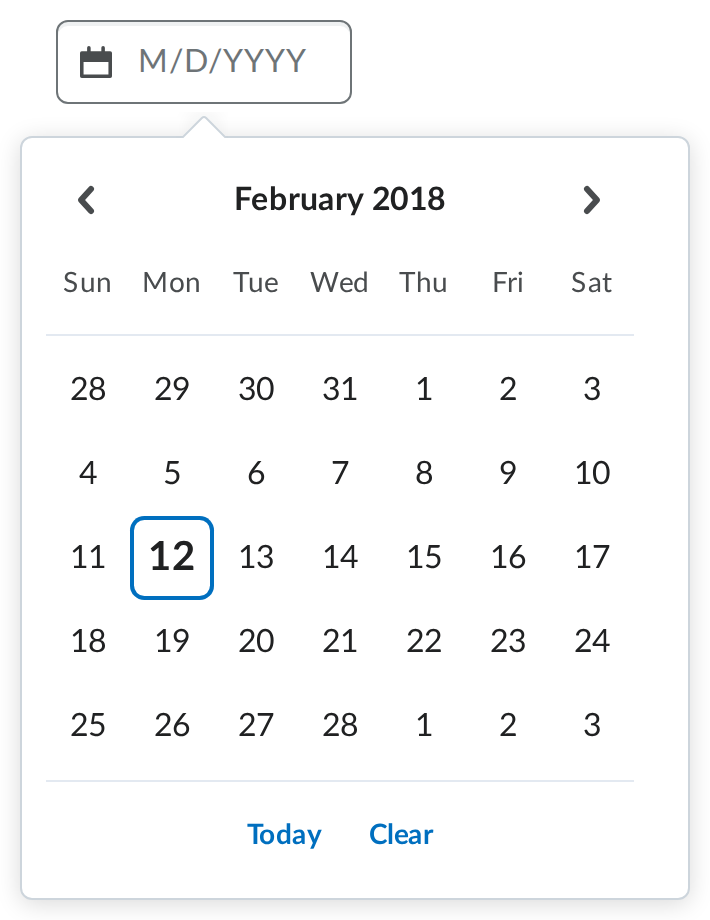 M/D/YYYY
February 2018
Sun Mon Tue Wed Thu Fri Sat
28 29 30 31 1 2 3
4 5 6 7 8 9 10
11 12 13 14 15 16 17
18 19 20 21 22 23 24
25 26 27 28 1 2 3
Today Clear